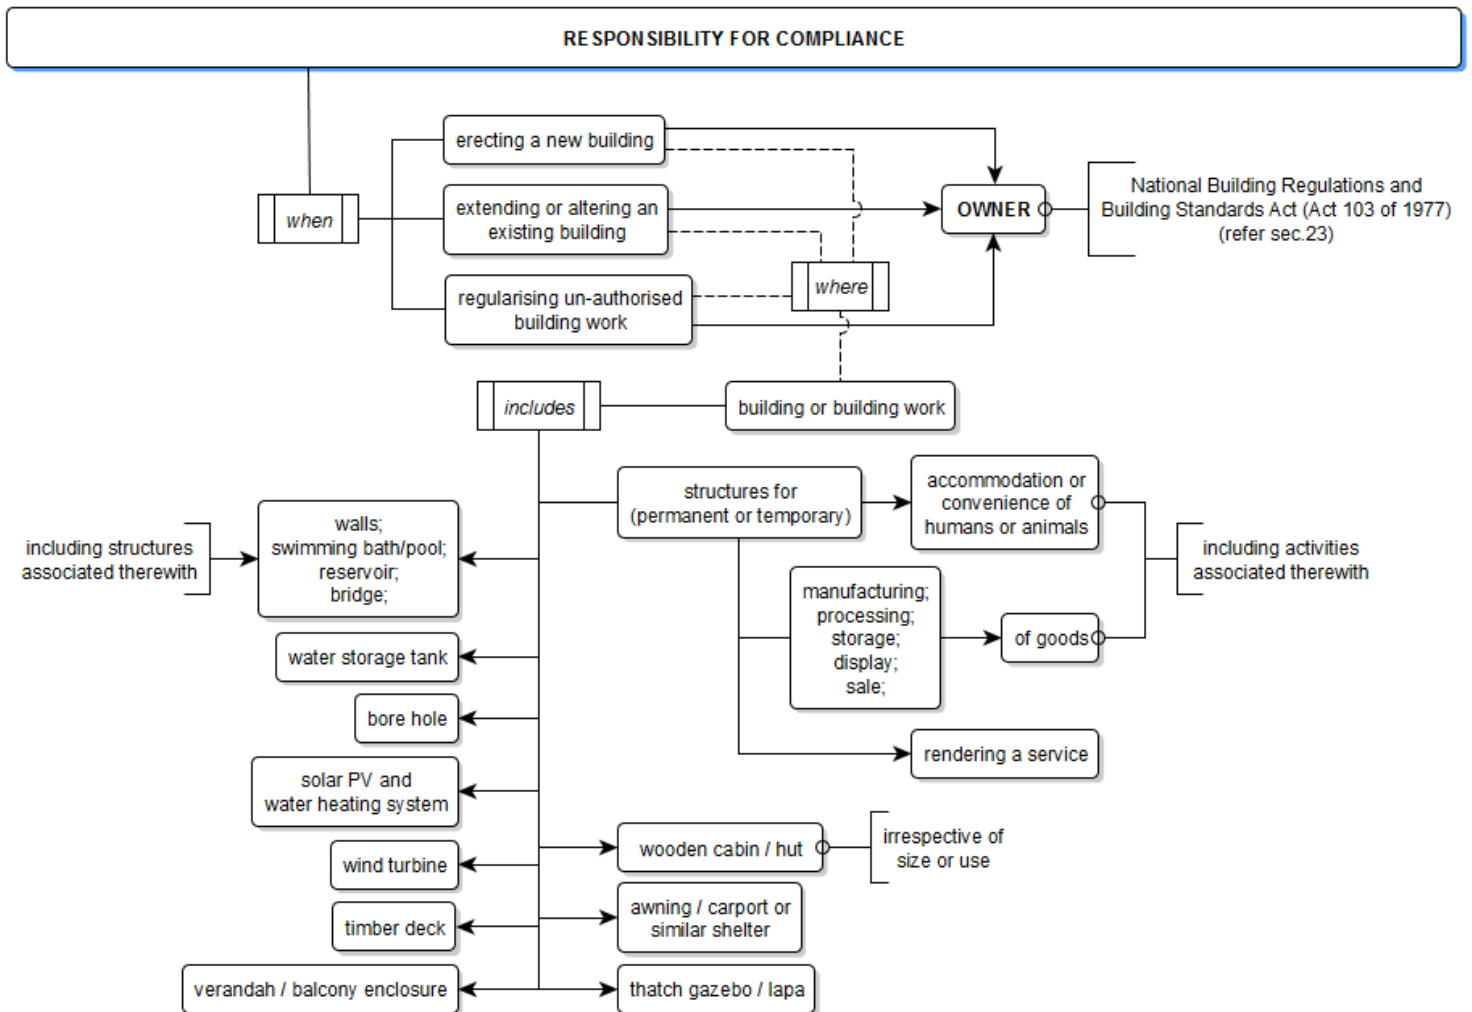 RESPONSIBILITY FOR COMPLIANCE
when
erecting a new building
extending or altering an
existing building
regularising un-authorised
building work
OWNER
National Building Regulations and
Building Standards Act (Act 103 of 1977)
(refer sec.23)
where
includes
building or building work
structures for
(permanent or temporary)
accommodation or
convenience of
humans or animals
including activities
associated therewith
manufacturing;
processing;
storage;
display;
sale;
of goods
rendering a service
including structures
associated therewith
walls;
swimming bath/pool;
reservoir;
bridge;
water storage tank
bore hole
solar PV and
water heating system
wind turbine
timber deck
verandah / balcony enclosure
wooden cabin / hut
irrespective of
size or use
awning / carport or
similar shelter
thatch gazebo / lapa